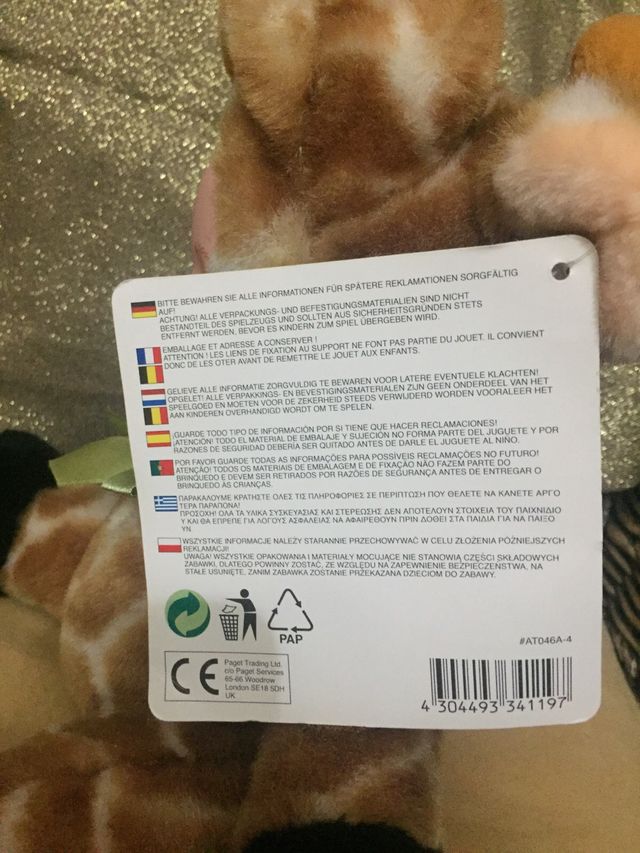 BITTE BEWAHREN SIE ALLE INFORMATIONEN FÜR SPÄTERE REKLAMATIONEN SORGFÄLTIG
AUF!
ACHTUNG! ALLE VERPACKUNGS- UND BEFESTIGUNGSMATERIALIEN SIND NICHT
BESTANDTEIL DES SPIELZEUGS UND SOLLTEN AUS SICHERHEITSGRÜNDEN STETS
ENTFERNT WERDEN, BEVOR ES KINDERN ZUM SPIEL ÜBERGEBEN WIRD.
EMBALLAGE ET ADRESSE A CONSERVER !
ATTENTION ! LES LIENS DE FIXATION AU SUPPORT NE FONT PAS PARTIE DU JOUET. IL CONVIENT
DONC DE LES OTER AVANT DE REMETTRE LE JOUET AUX ENFANTS.
GELIEVE ALLE INFORMATIE ZORGVULDIG TE BEWAREN VOOR LATERE EVENTUELE KLACHTEN!
OPGELET! ALLE VERPAKKINGS- EN BEVESTIGINGSMATERIALEN ZIJN GEEN ONDERDEEL VAN HET
SPEELGOED EN MOETEN VOOR DE ZEKERHEID STEEDS VERWIJDERD WORDEN VOORALEER HET
AAN KINDEREN OVERHANDIGD WORDT OM TE SPELEN.
¡GUARDE TODO TIPO DE INFORMACIÓN POR SI TIENE QUE HACER RECLAMACIONES!
ATENCIÓN! TODO EL MATERIAL DE EMBALAJE Y SUJECIÓN NO FORMA PARTE DEL JUGUETE Y POR
RAZONES DE SEGURIDAD DEBERÍA SER QUITADO ANTES DE DARLE EL JUGUETE AL NIÑO.
POR FAVOR GUARDE TODAS AS INFORMAÇÕES PARA POSSÍVEIS RECLAMAÇÕES NO FUTURO!
ATENÇÃO! TODOS OS MATERIAIS DE EMBALAGEM E DE FIXAÇÃO NÃO FAZEM PARTE DO
BRINQUEDO E DEVEM SER RETIRADOS POR RAZÕES DE SEGURANÇA ANTES DE ENTREGAR O
BRINQUEDO ÀS CRIANÇAS.
ΠΑΡΑΚΑΛΟΥΜΕ ΚΡΑΤΗΣΤΕ ΟΛΕΣ ΤΙΣ ΠΛΗΡΟΦΟΡΙΕΣ ΣΕ ΠΕΡΙΠΤΩΣΗ ΠΟΥ ΘΕΛΕΤΕ ΝΑ ΚΑΝΕΤΕ ΑΡΓΟ
ΤΕΡΑ ΠΑΡΑΠΟΝΑ!
ΠΡΟΣΟΧΗ! ΟΛΑ ΤΑ ΥΛΙΚΑ ΣΥΣΚΕΥΑΣΙΑΣ ΚΑΙ ΣΤΕΡΕΩΣΗΣ ΔΕΝ ΑΠΟΤΕΛΟΥΝ ΣΤΟΙΧΕΙΑ ΤΟΥ ΠΑΙΧΝΙΔΙΟ
Υ ΚΑΙ ΘΑ ΕΠΡΕΠΕ ΓΙΑ ΛΟΓΟΥΣ ΑΣΦΑΛΕΙΑΣ ΝΑ ΑΦΑΙΡΕΘΟΥΝ ΠΡΙΝ ΔΟΘΕΙ ΣΤΑ ΠΑΙΔΙΑ ΓΙΑ ΝΑ ΠΑΙΞΟ
ΥΝ
WSZYSTKIE INFORMACJE NALEŻY STARANNIE PRZECHOWYWAĆ W CELU ZŁOŻENIA PÓŹNIEJSZYCH
REKLAMACJI!
UWAGA! WSZYSTKIE OPAKOWANIA I MATERIAŁY MOCUJĄCE NIE STANOWIĄ CZĘŚCI SKŁADOWYCH
ZABAWKI, DLATEGO POWINNY ZOSTAĆ, ZE WZGLĘDU NA ZAPEWNIENIE BEZPIECZEŃSTWA, NA
STAŁE USUNIĘTE, ZANIM ZABAWKA ZOSTANIE PRZEKAZANA DZIECIOM DO ZABAWY.
PAP
#AT046A-4
CE
Paget Trading Ltd.
c/o Paget Services
65-66 Woodrow
London SE18 5DH
UK
4 304493 341197